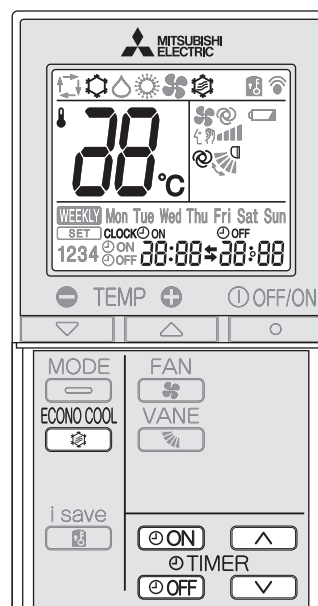 MITSUBISHI
ELECTRIC
88°C
WEEKLY Mon Tue Wed Thu Fri Sat Sun
SET CLOCK ON OFF
1234 ON OFF 88:88 88:88
TEMP OFF/ON
MODE FAN
ECONO COOL VANE
i save
ON
TIMER
OFF